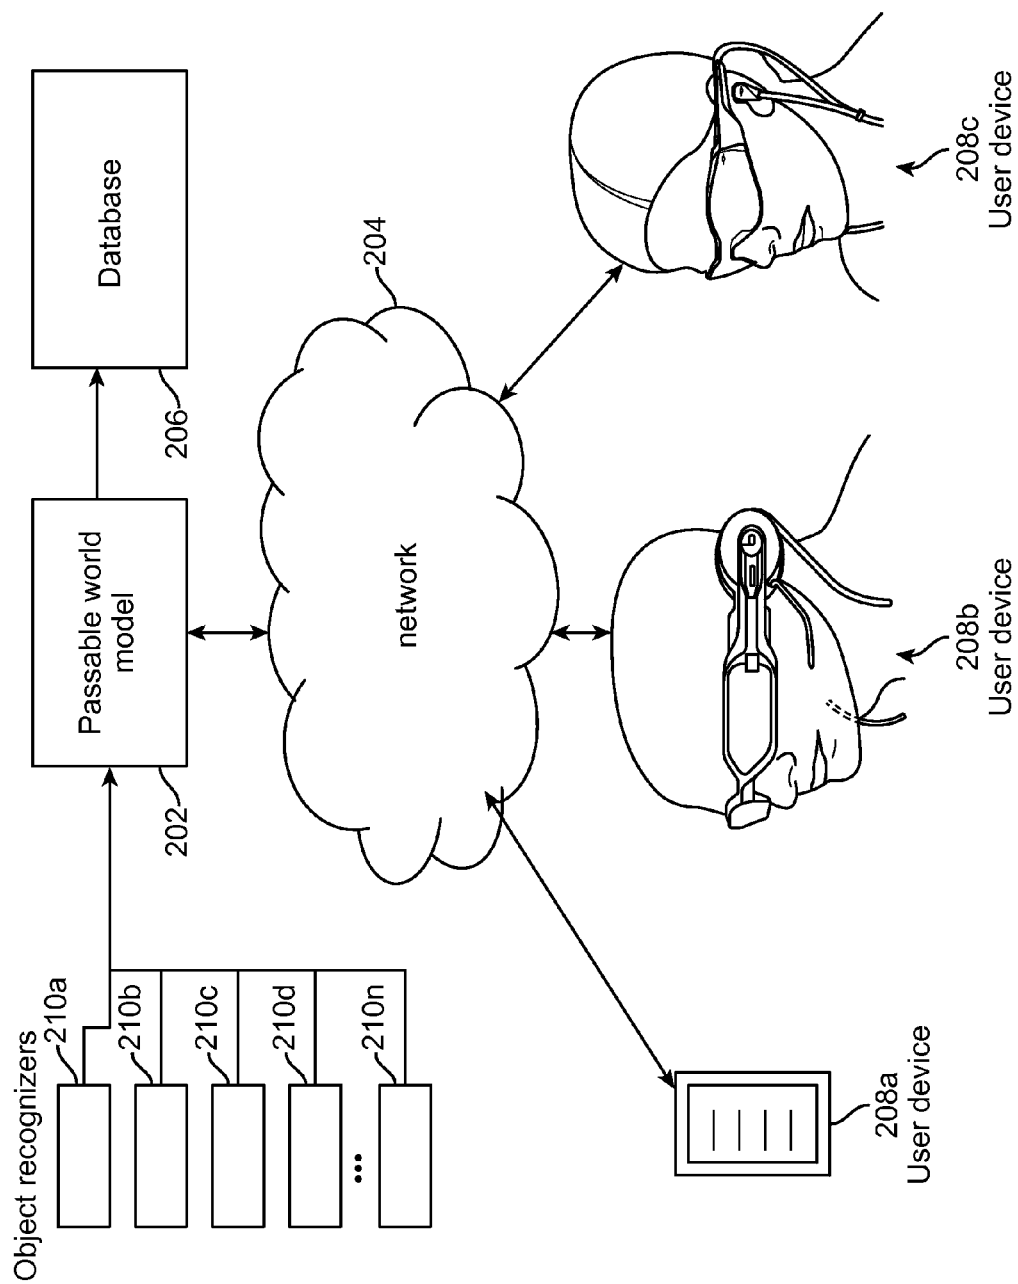 Object recognizers
210a
210b
210c
210d
210n
...
Passable world
model
202
Database
206
network
204
208a
User device
208b
User device
208c
User device